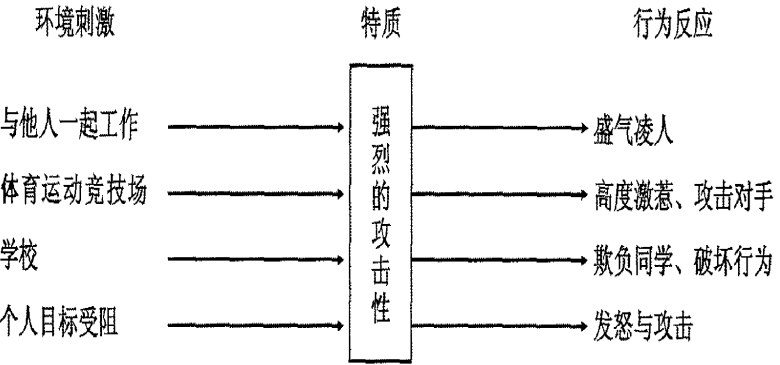 环境刺激 特质 行为反应
与他人一起工作 盛气凌人
体育运动竞技场 高度激惹、攻击对手
学校 欺负同学、破坏行为
个人目标受阻 发怒与攻击
强烈的攻击性